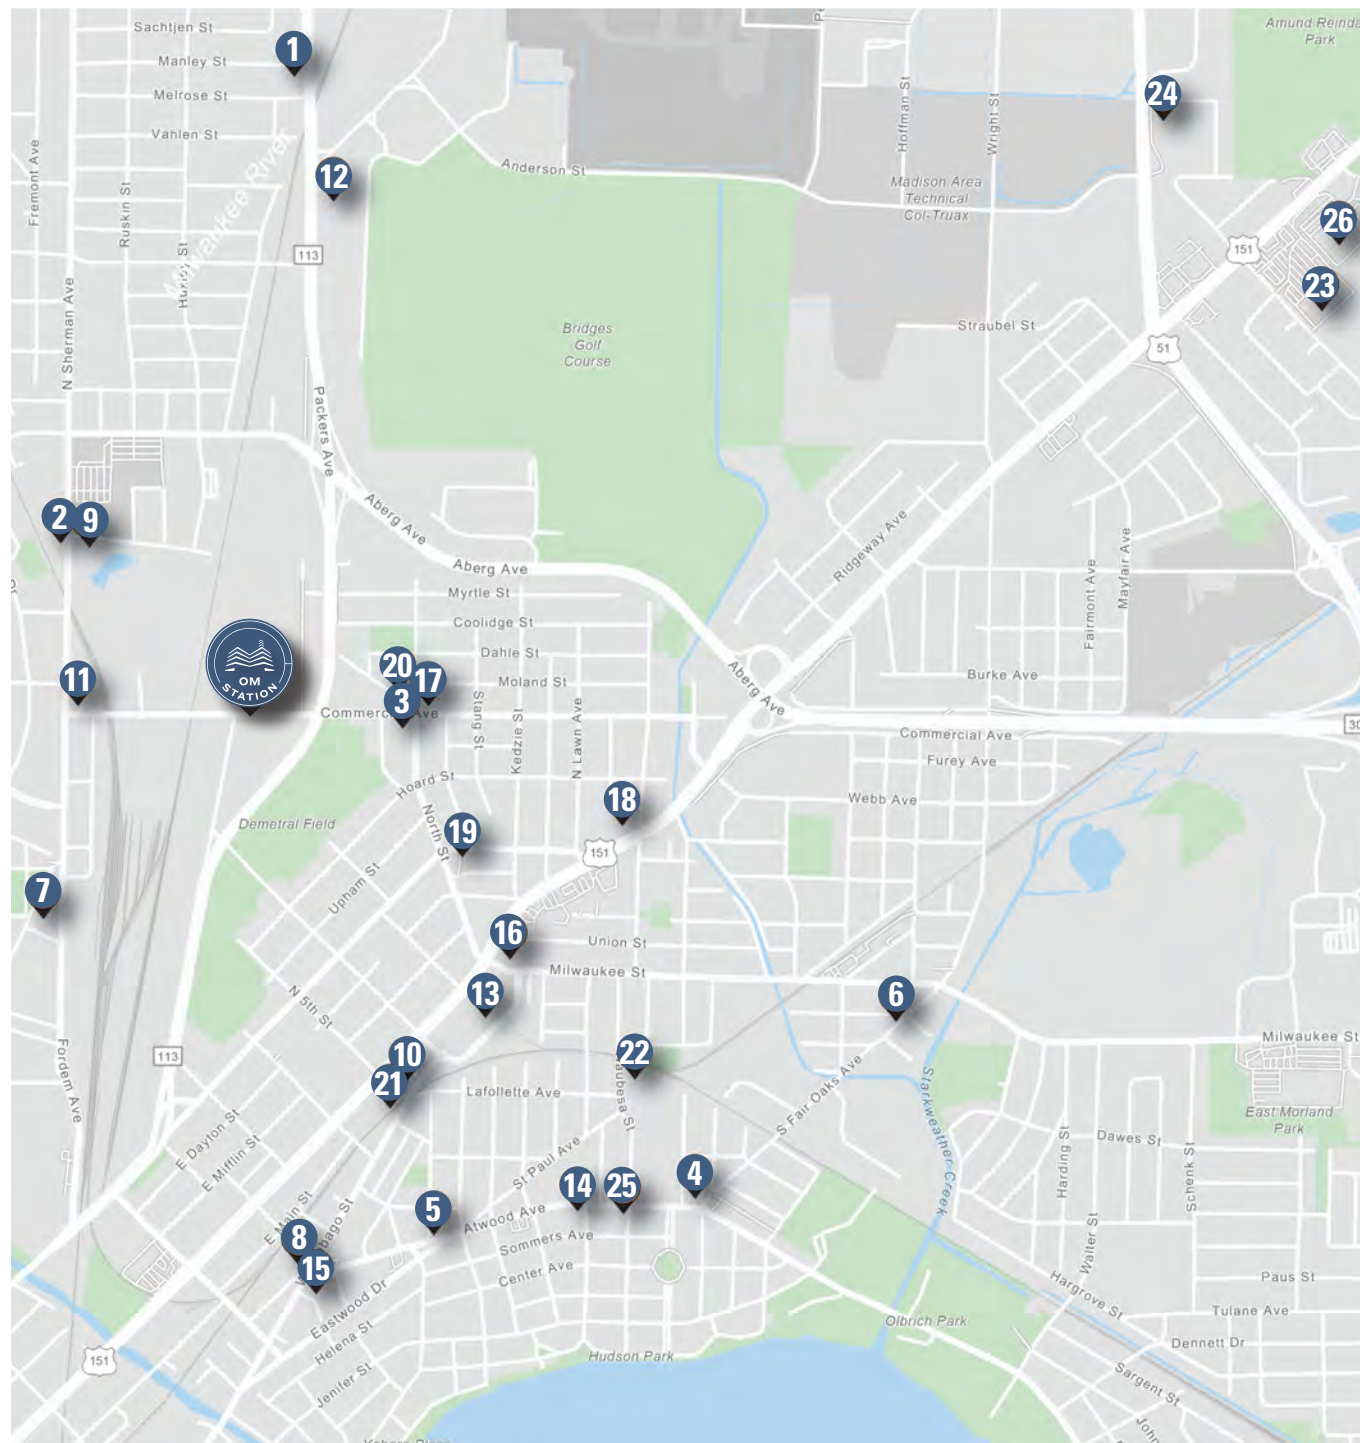 Sachtjen St
1
Manley St
Amund Reinda
Park
Melrose St
24
Vahlen St
Hoffman St
Wright St
Fremont Ave
Milwaukee River
Anderson St
12
Madison Area
Technical
Col-Truax
Ruskin St
26
151
113
23
N Sherman Ave
Straubel St
Bridges
Golf
Course
51
Packers Ave
Aberg Ave
2
9
Ridgeway Ave
Aberg Ave
Mayfair Ave
Fairmont Ave
Myrtle St
Coolidge St
OM
STATION
20
Dahle St
17
Moland St
11
Aberg Ave
Burke Ave
3
Commercial Ave
Stang St
Kedzie St
N Lawn Ave
30
Commercial Ave
Furey Ave
Hoard St
18
Webb Ave
Demetral Field
North St
19
151
7
Upham St
16
Union St
Milwaukee St
13
6
N 5th St
Milwaukee St
113
10
22
21
Fordem Ave
Lafollette Ave
S Fair Oaks Ave
Starkweather Creek
East Morland
Park
E Dayton St
E Mifflin St
Dawes St
St Paul Ave
Harding St
Schenk St
14
25
4
5
Atwood Ave
E Main St
8
Sommers Ave
Walter St
15
Center Ave
Eastwood Dr
Hargrove St
Paus St
Helena St
Olbrich Park
Tulane Ave
Dennett Dr
151
Hudson Park
Jenifer St
Sargent St